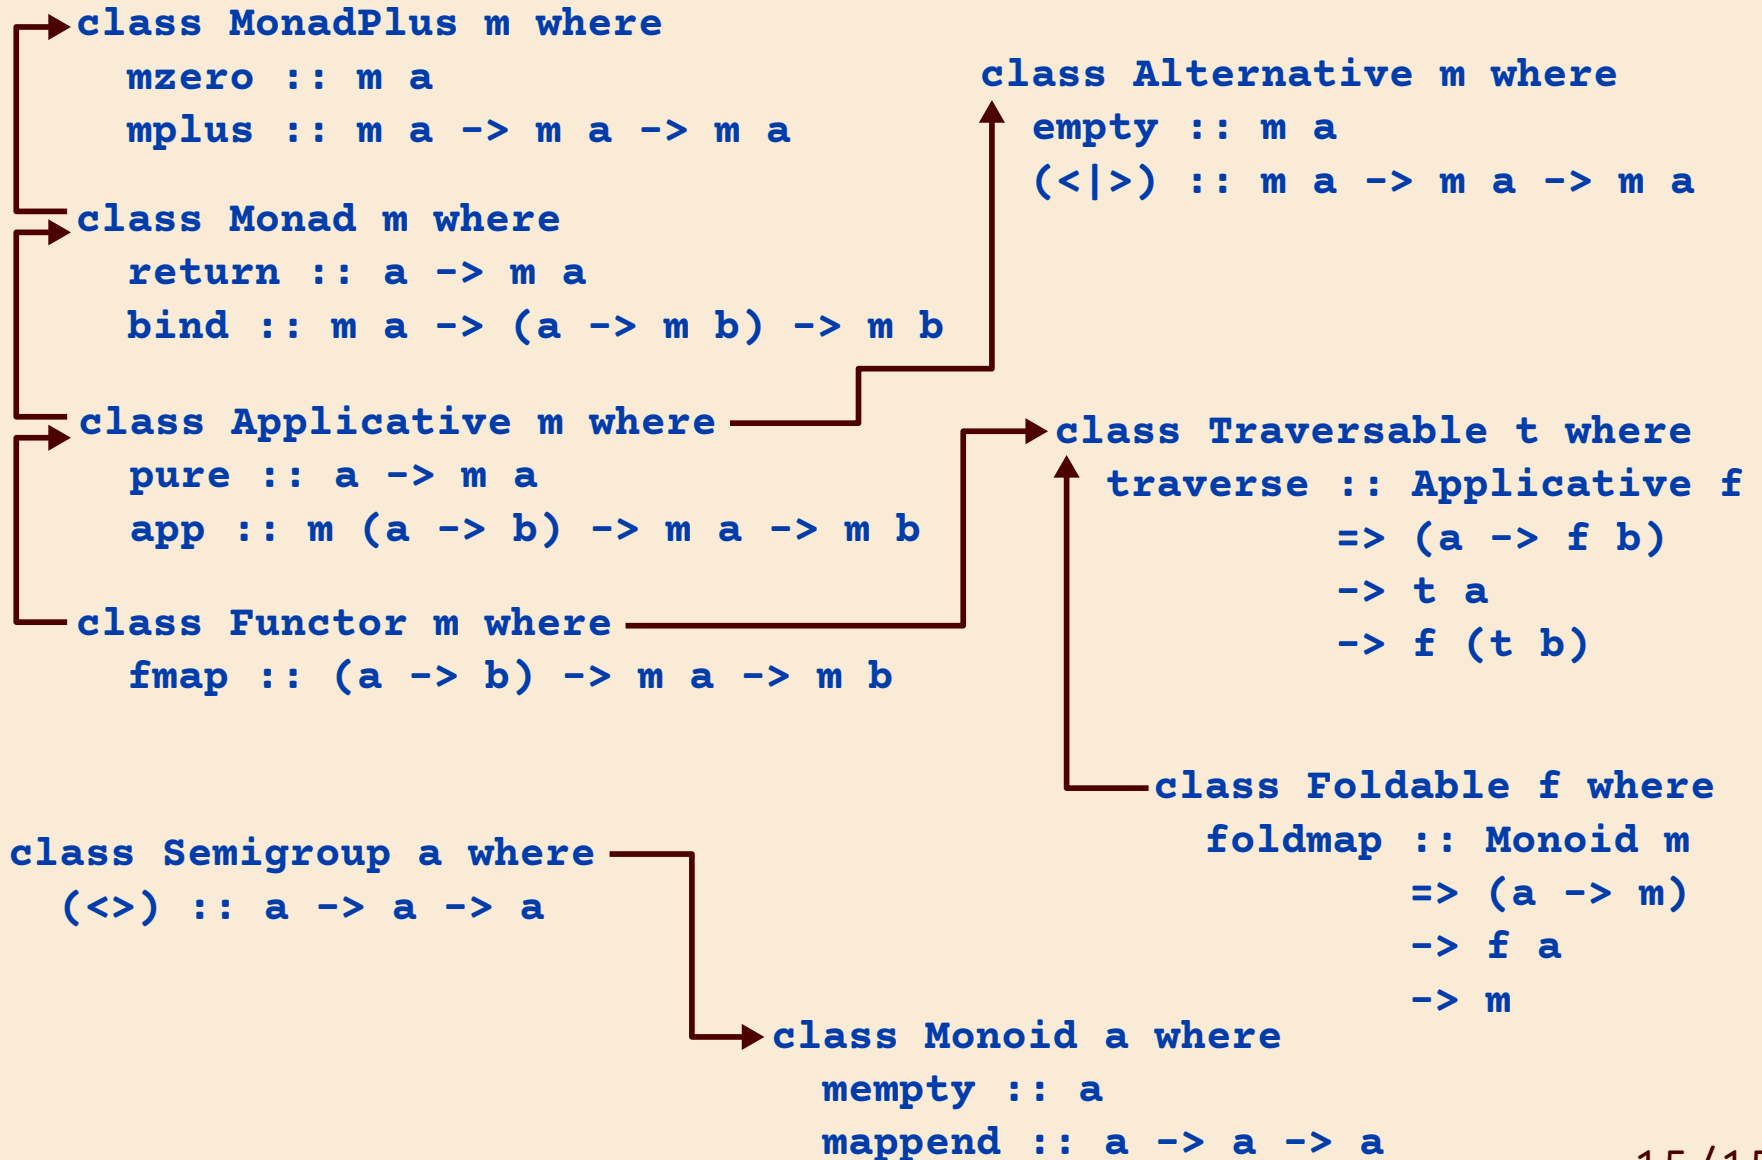 class MonadPlus m where
mzero :: m a
mplus :: m a -> m a -> m a
class Monad m where
return :: a -> m a
bind :: m a -> (a -> m b) -> m b
class Applicative m where
pure :: a -> m a
app :: m (a -> b) -> m a -> m b
class Functor m where
fmap :: (a -> b) -> m a -> m b
class Alternative m where
empty :: m a
(<|>) :: m a -> m a -> m a
class Traversable t where
traverse :: Applicative f
=> (a -> f b)
-> t a
-> f (t b)
class Foldable f where
foldmap :: Monoid m
=> (a -> m)
-> f a
-> m
class Semigroup a where
(<>) :: a -> a -> a
class Monoid a where
mempty :: a
mappend :: a -> a -> a